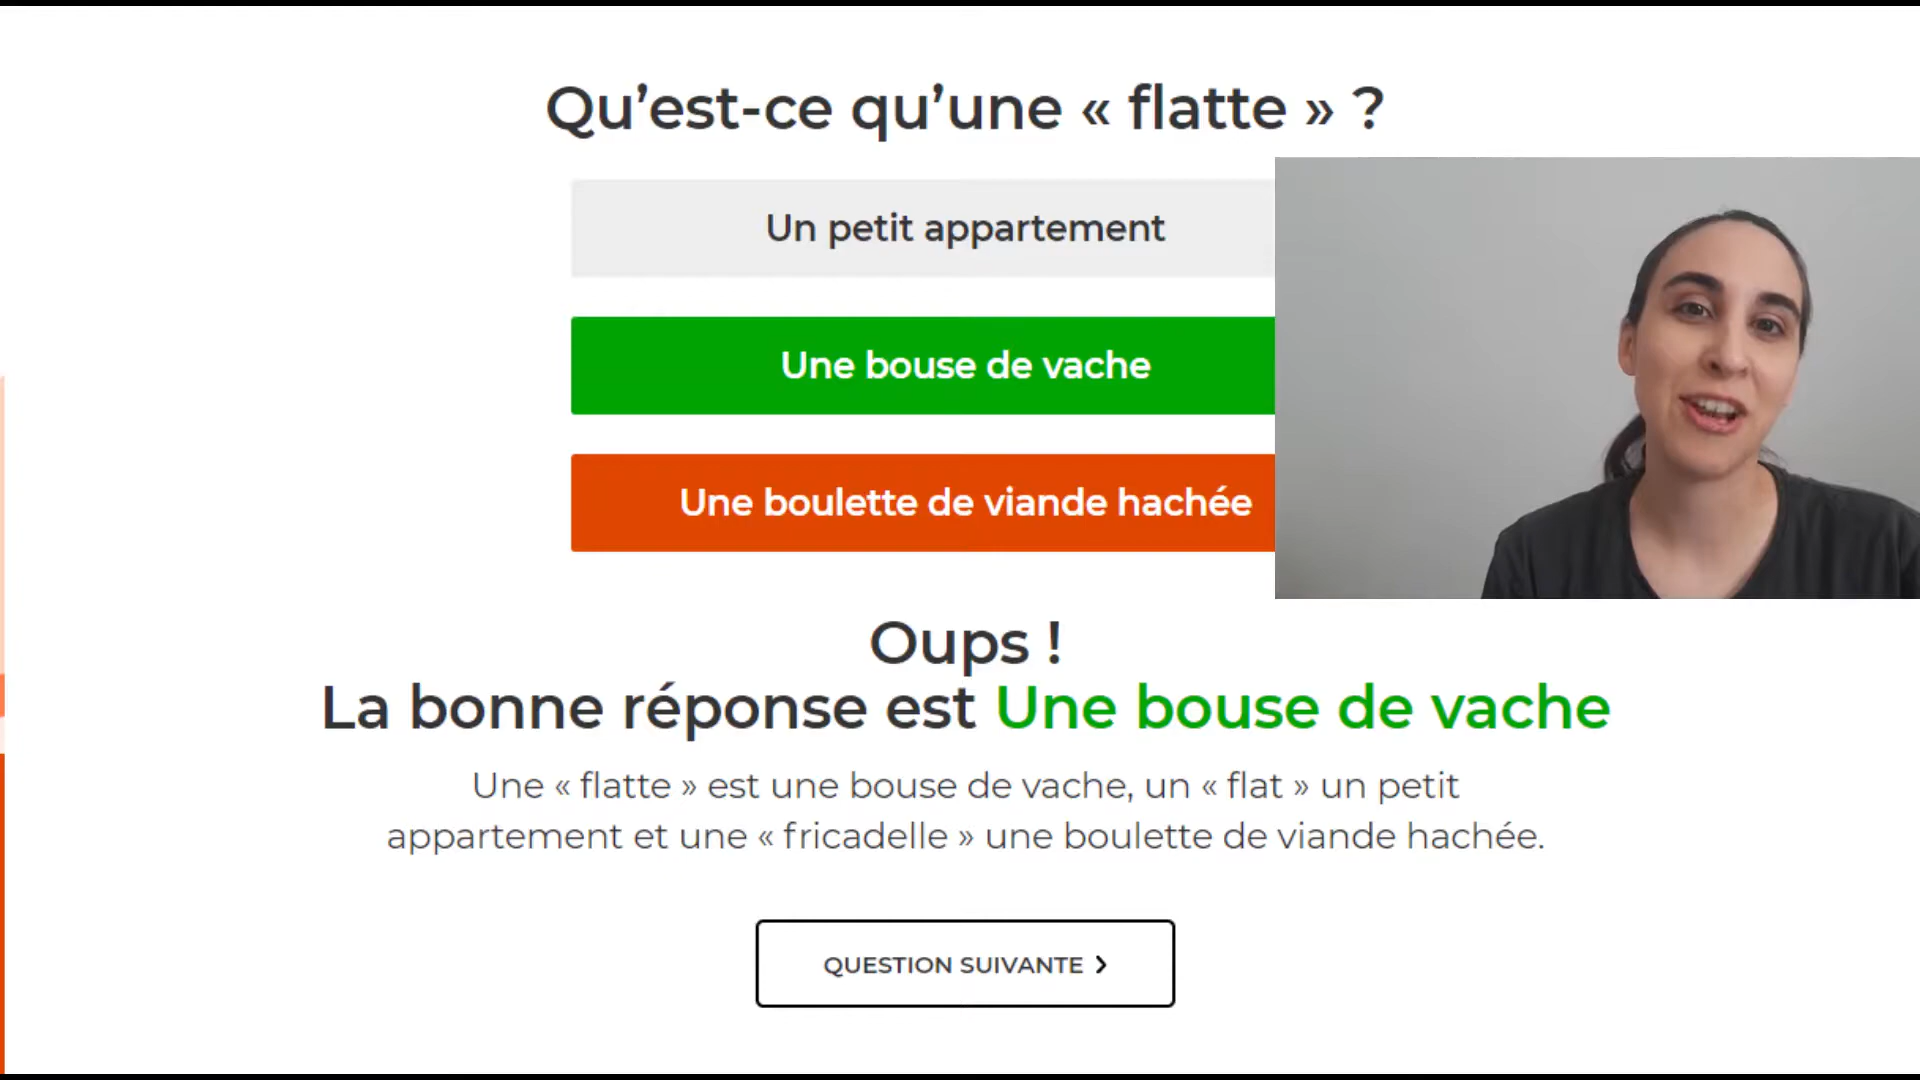 Qu’est-ce qu’une « flatte » ?
Un petit appartement
Une bouse de vache
Une boulette de viande hachée
Oups !
La bonne réponse est Une bouse de vache
Une « flatte » est une bouse de vache, un « flat » un petit
appartement et une « fricadelle » une boulette de viande hachée.
QUESTION SUIVANTE >